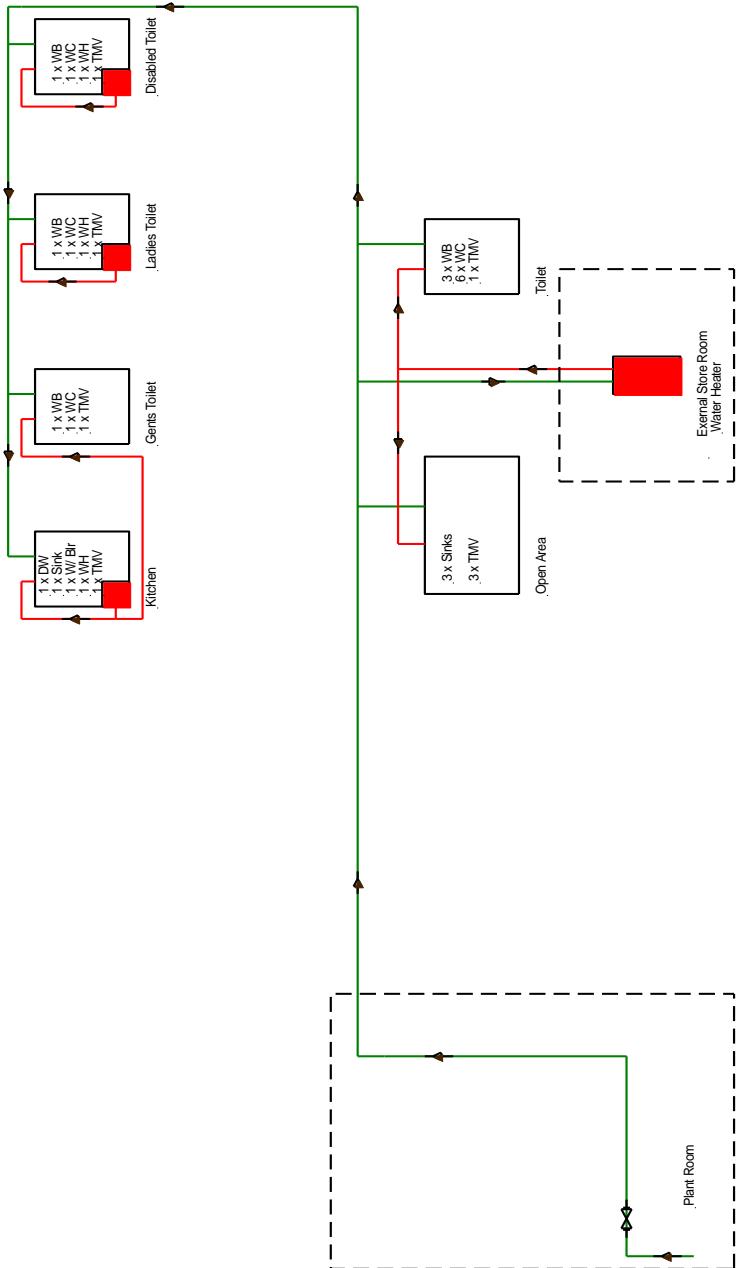 Disabled Toilet
1 x WB
1 x WC
1 x WH
1 x TMV
Ladies Toilet
1 x WB
1 x WC
1 x WH
1 x TMV
Gents Toilet
1 x WB
1 x WC
1 x TMV
Kitchen
1 x DW
1 x Sink
1 x W/ Blr
1 x WH
1 x TMV
Toilet
3 x WB
6 x WC
1 x TMV
Open Area
3 x Sinks
3 x TMV
Exernal Store Room
Water Heater
Plant Room